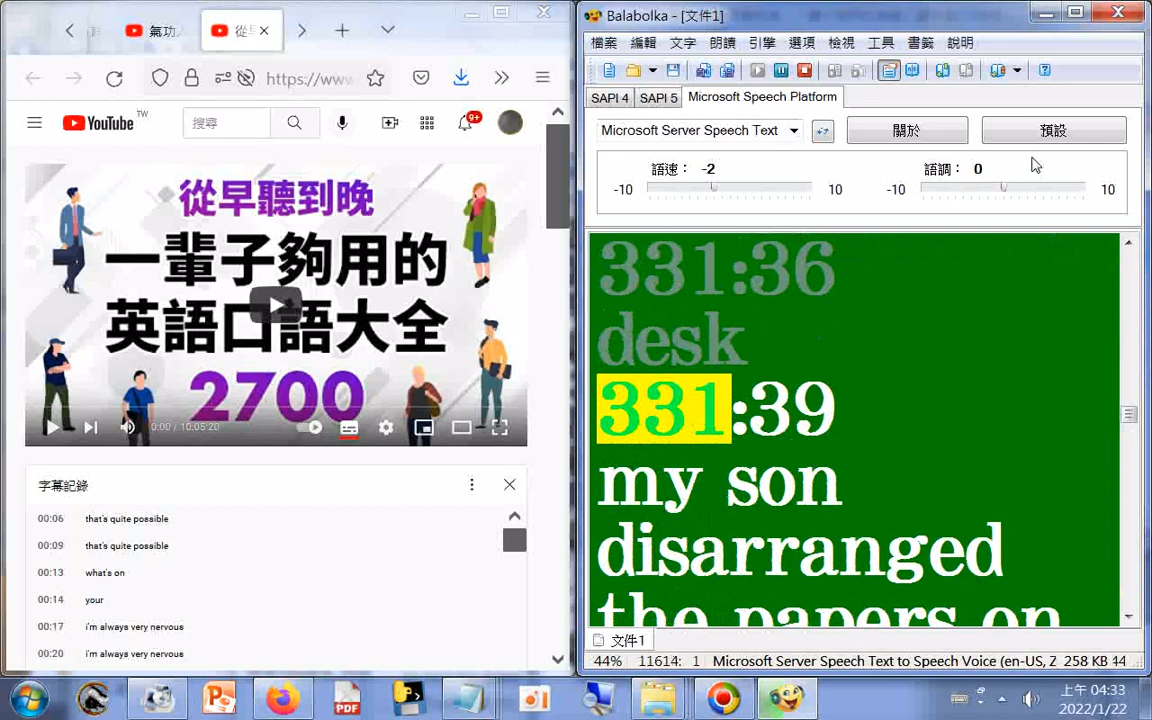 氣功
從
https://www
YouTube TW
搜尋
9+
從早聽到晚
一輩子夠用的
英語口語大全
2700
0:00 / 10:05:20
字幕記錄
00:06 that's quite possible
00:09 that's quite possible
00:13 what's on
00:14 your
00:17 i'm always very nervous
00:20 i'm always very nervous
Balabolka - [文件1]
檔案 編輯 文字 朗讀 引擎 選項 檢視 工具 書籤 說明
SAPI 4 SAPI 5 Microsoft Speech Platform
Microsoft Server Speech Text 關於 預設
語速： -2 語調： 0
-10 10 -10 10
331:36
desk
331:39
my son
disarranged
the papers on
文件1
44% 11614: 1 Microsoft Server Speech Text to Speech Voice (en-US, Z 258 KB 44
PDF
上午 04:33
2022/1/22